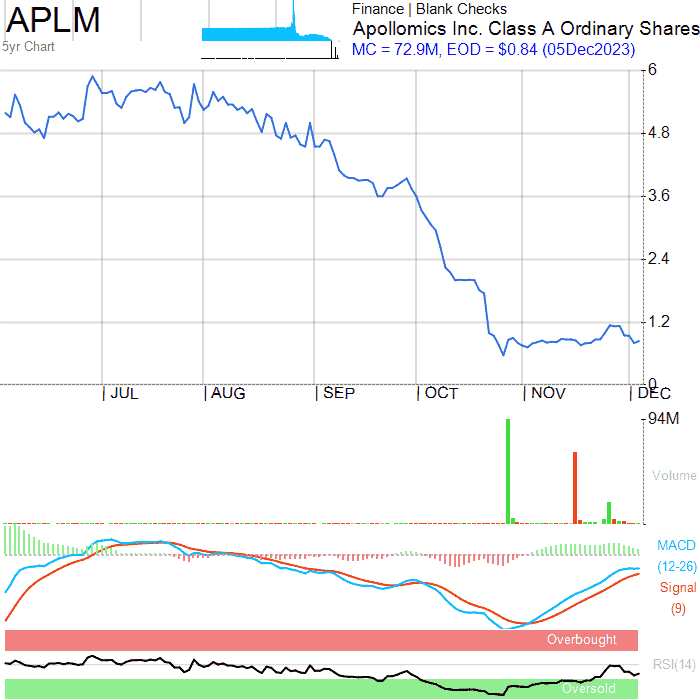 APLM
5yr Chart
Finance | Blank Checks
Apollomics Inc. Class A Ordinary Shares
MC = 72.9M, EOD = $0.84 (05Dec2023)
6
4.8
3.6
2.4
1.2
0
| JUL | AUG | SEP | OCT | NOV | DEC
94M
Volume
MACD
(12-26)
Signal
(9)
Overbought
RSI(14)
Oversold